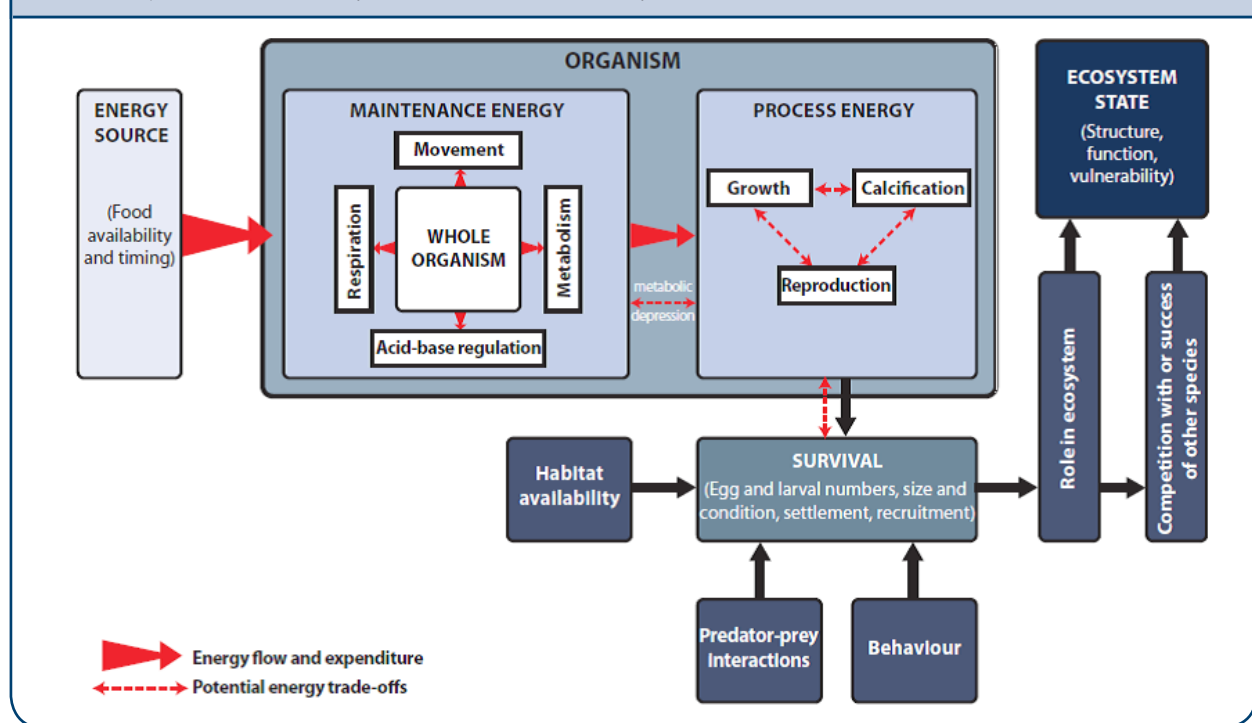 ORGANISM
ENERGY
SOURCE
(Food
availability
and timing)
MAINTENANCE ENERGY
Movement
Respiration
WHOLE
ORGANISM
Metabolism
Acid-base regulation
metabolic
depression
PROCESS ENERGY
Growth
Calcification
Reproduction
ECOSYSTEM
STATE
(Structure,
function,
vulnerability)
Habitat
availability
SURVIVAL
(Egg and larval numbers, size and
condition, settlement, recruitment)
Role in ecosystem
Competition with or success
of other species
Predator-prey
Interactions
Behaviour
Energy flow and expenditure
Potential energy trade-offs